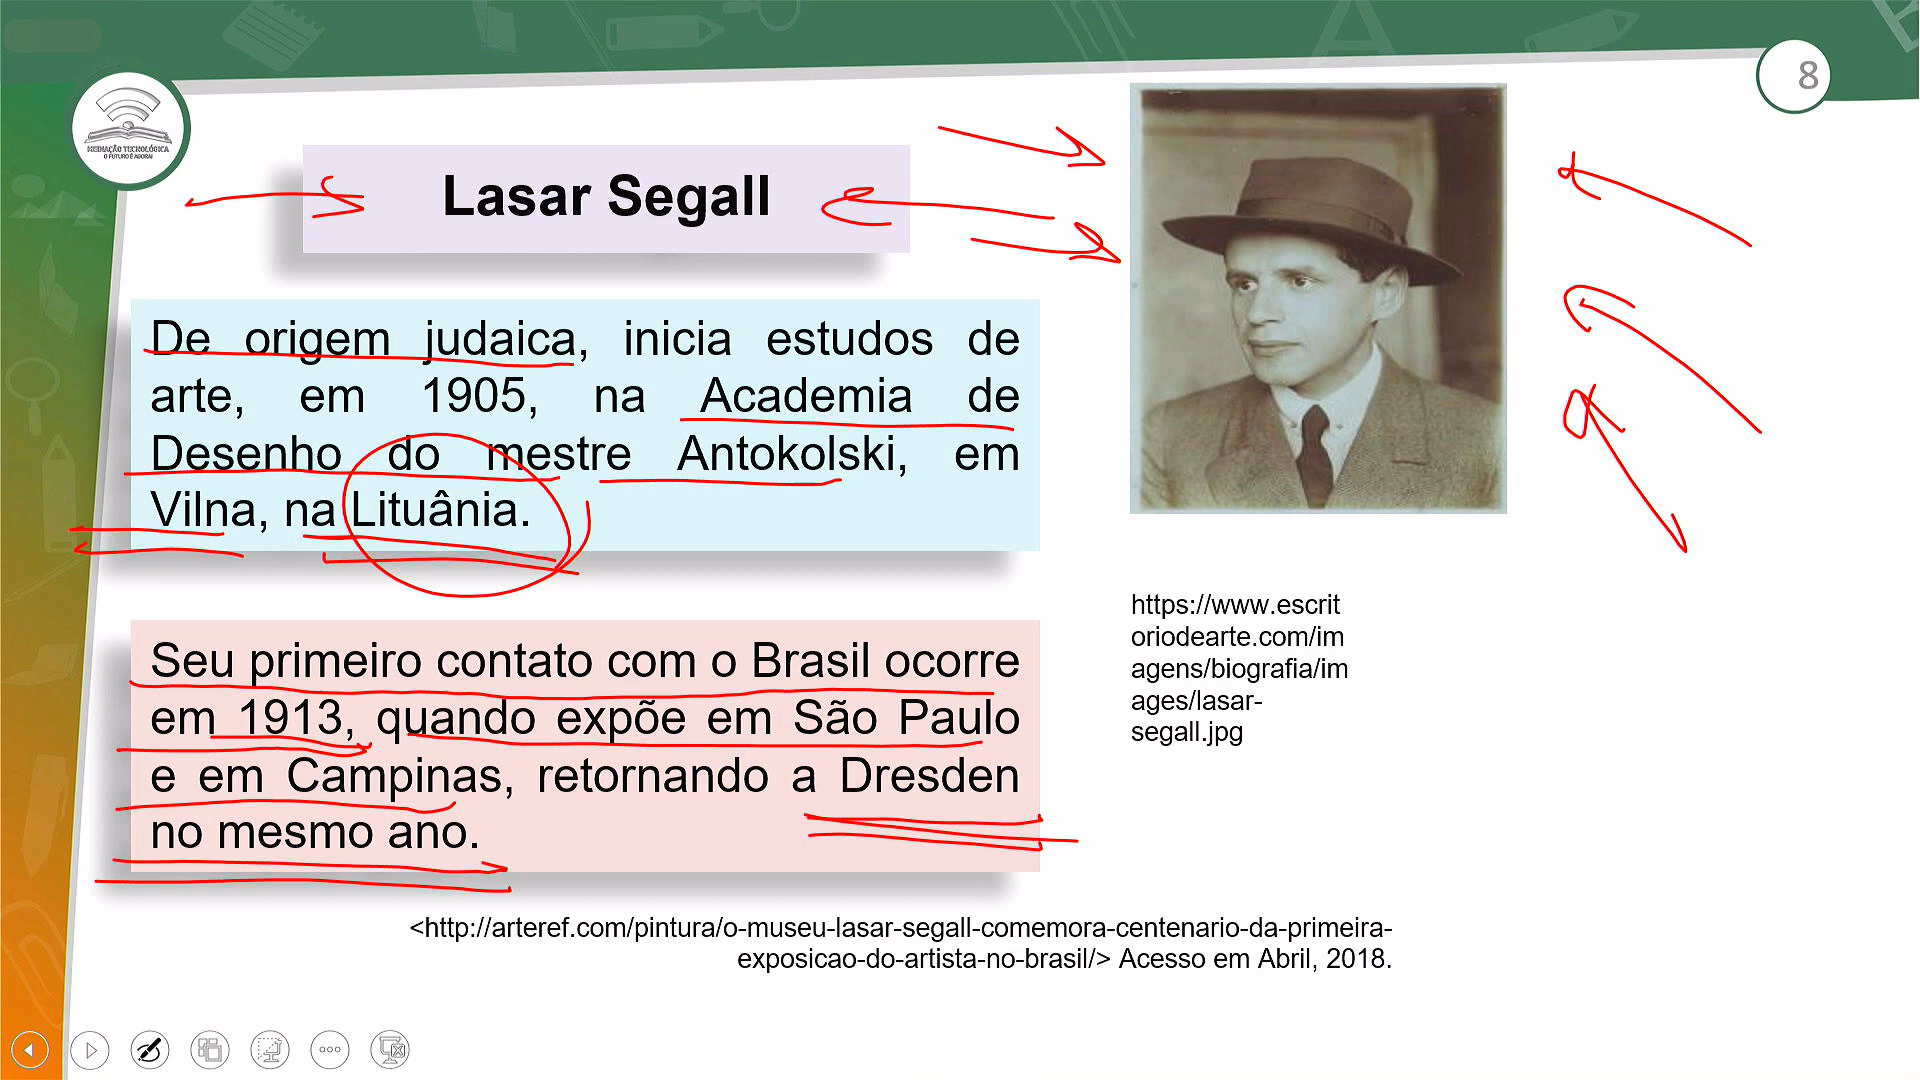 8
MEDIAÇÃO TECNOLÓGICA
O FUTURO É AGORA!
Lasar Segall
De origem judaica, inicia estudos de
arte, em 1905, na Academia de
Desenho do mestre Antokolski, em
Vilna, na Lituânia.
Seu primeiro contato com o Brasil ocorre
em 1913, quando expõe em São Paulo
e em Campinas, retornando a Dresden
no mesmo ano.
https://www.escrit
oriodearte.com/im
agens/biografia/im
ages/lasar-
segall.jpg
<http://arteref.com/pintura/o-museu-lasar-segall-comemora-centenario-da-primeira-
exposicao-do-artista-no-brasil/> Acesso em Abril, 2018.